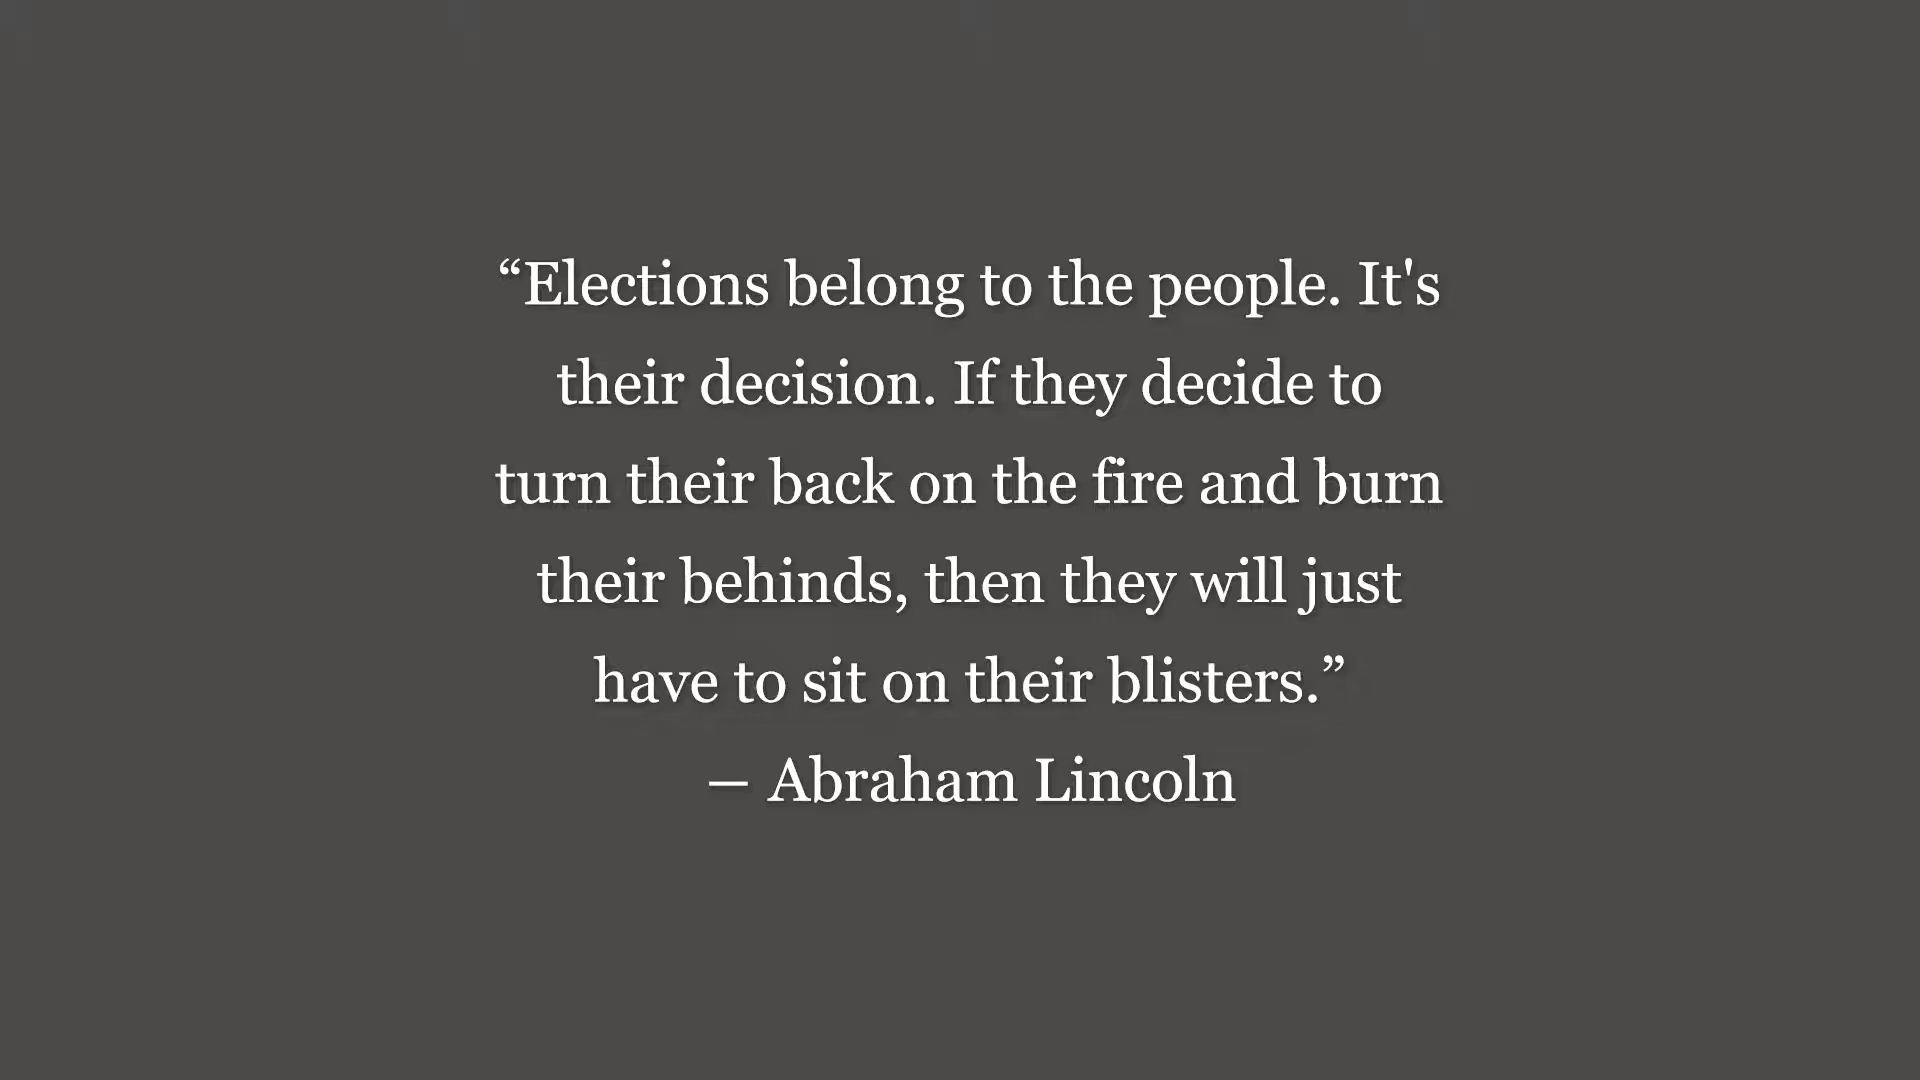 “Elections belong to the people. It's
their decision. If they decide to
turn their back on the fire and burn
their behinds, then they will just
have to sit on their blisters.”
— Abraham Lincoln